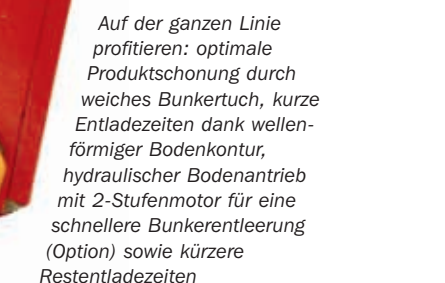 Auf der ganzen Linie
profitieren: optimale
Produktschonung durch
weiches Bunkertuch, kurze
Entladezeiten dank wellen-
förmiger Bodenkontur,
hydraulischer Bodenantrieb
mit 2-Stufenmotor für eine
schnellere Bunkerentleerung
(Option) sowie kürzere
Restentladezeiten